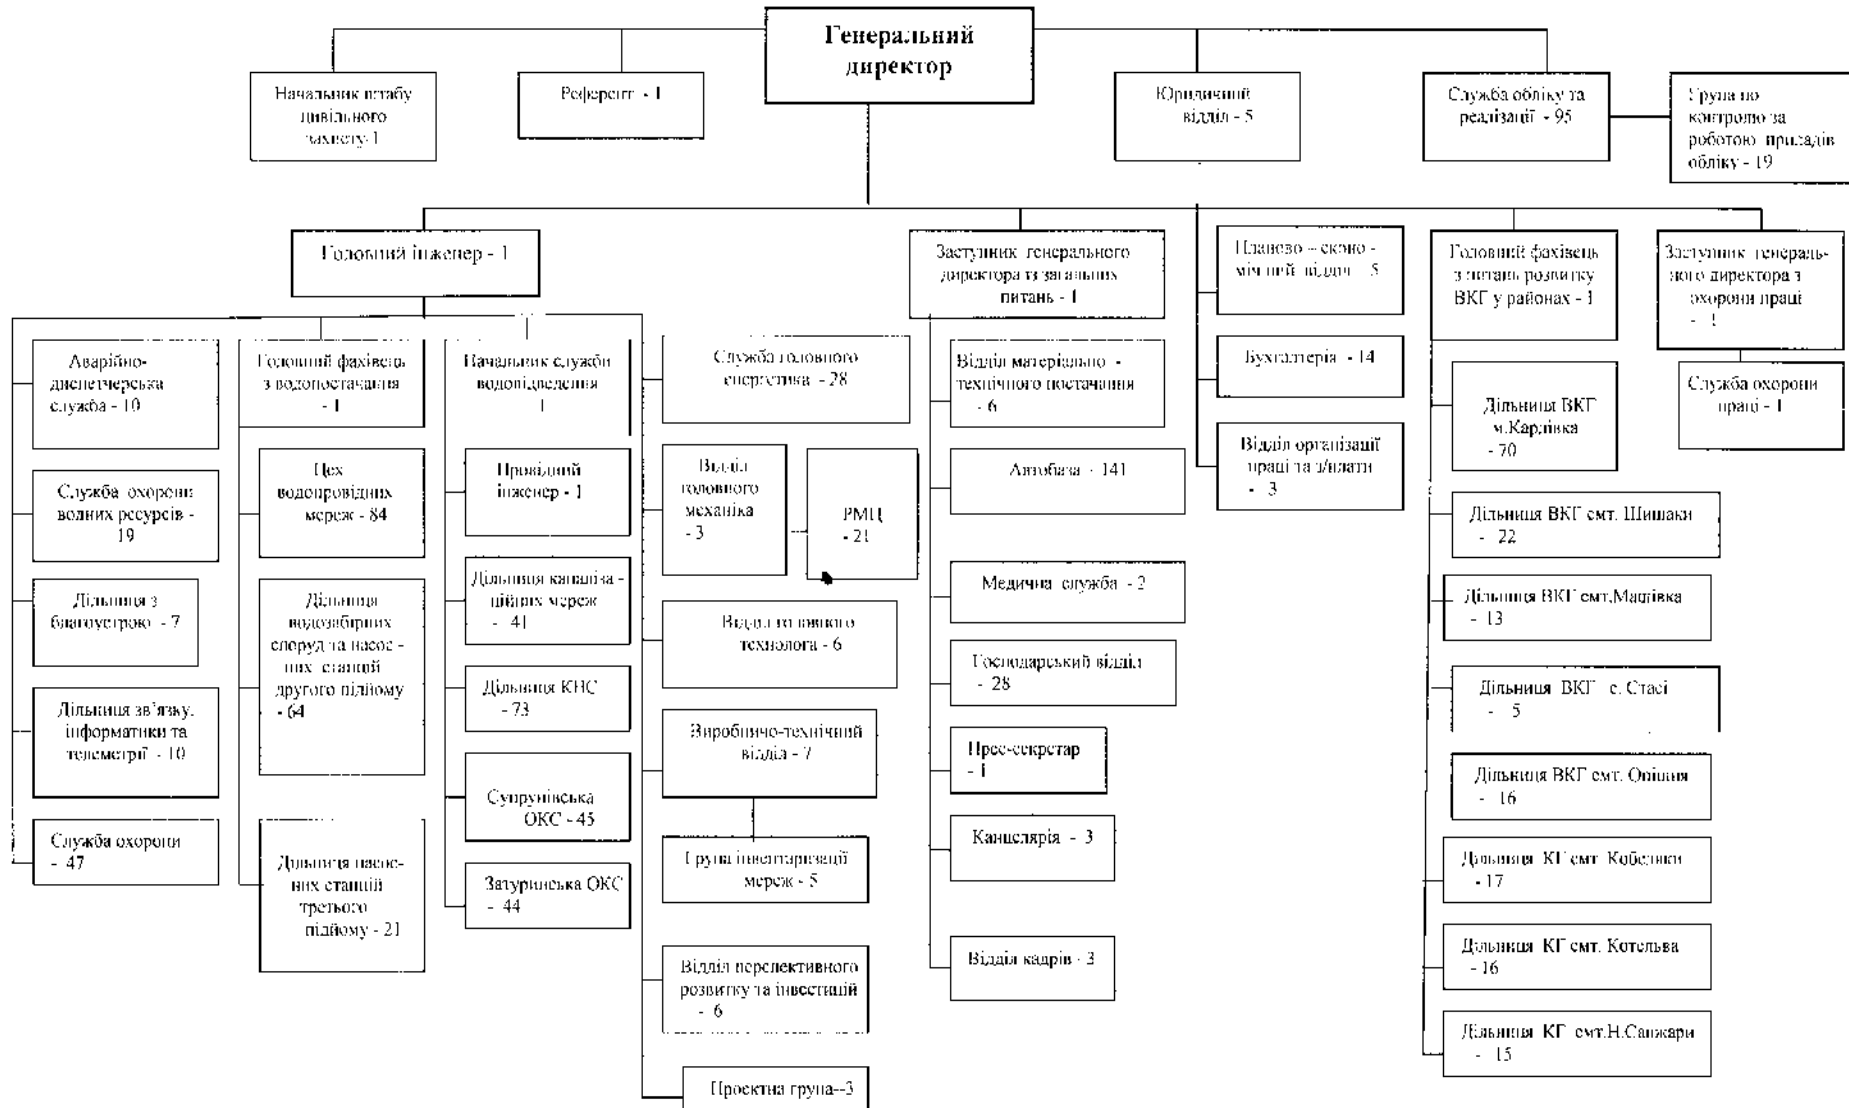 Генеральний
директор
Начальник штабу
цивільного
захисту-1
Референт - 1
Юридичний
відділ - 5
Служба обліку та
реалізації - 95
Група по
контролю за
роботою приладів
обліку - 19
Головний інженер - 1
Заступник генерального
директора із загальних
питань - 1
Планово – еконо -
мічний відділ 5
Головний фахівець
з питань розвитку
ВКГ у районах - 1
Заступник генераль-
ного директора з
охорони праці
- 1
Аварійно-
диспетчерська
служба - 10
Головний фахівець
з водопостачання
- 1
Начальник служби
водовідведення
1
Служба головного
енергетика - 28
Відділ матеріально -
технічного постачання
- 6
Бухгалтерія - 14
Служба охорони
праці - 1
Дільниця ВКГ
м.Карлівка
- 70
Служба охорони
водних ресурсів -
19
Цех
водопровідних
мереж - 84
Провідний
інженер - 1
Відділ
головного
механіка
- 3
РМЦ
- 21
Автобаза - 141
Відділ організації
праці та з/плати
- 3
Дільниця ВКГ смт. Шишаки
- 22
Дільниця з
благоустрою - 7
Дільниця
водозабірних
споруд та насос -
них станцій
другого підйому
- 64
Дільниця каналіза -
ційних мереж
- 41
Відділ головного
технолога - 6
Медична служба - 2
Дільниця ВКГ смт.Машівка
- 13
Господарський відділ
- 28
Дільниця зв'язку,
інформатики та
телеметрії - 10
Дільниця КНС
- 73
Виробничо-технічний
відділ - 7
Прес-секретар
- 1
Дільниця ВКГ с. Стасі
- 5
Дільниця ВКГ смт. Опішня
- 16
Служба охорони
- 47
Супрунівська
ОКС - 45
Група інвентаризації
мереж - 5
Канцелярія - 3
Дільниця КГ смт. Кобеляки
- 17
Дільниця насос-
них станцій
третього
підйому - 21
Затуринська ОКС
- 44
Відділ перспективного
розвитку та інвестицій
- 6
Відділ кадрів - 3
Дільниця КГ смт. Котельва
- 16
Дільниця КГ смт.Н.Санжари
- 15
Проектна група--3